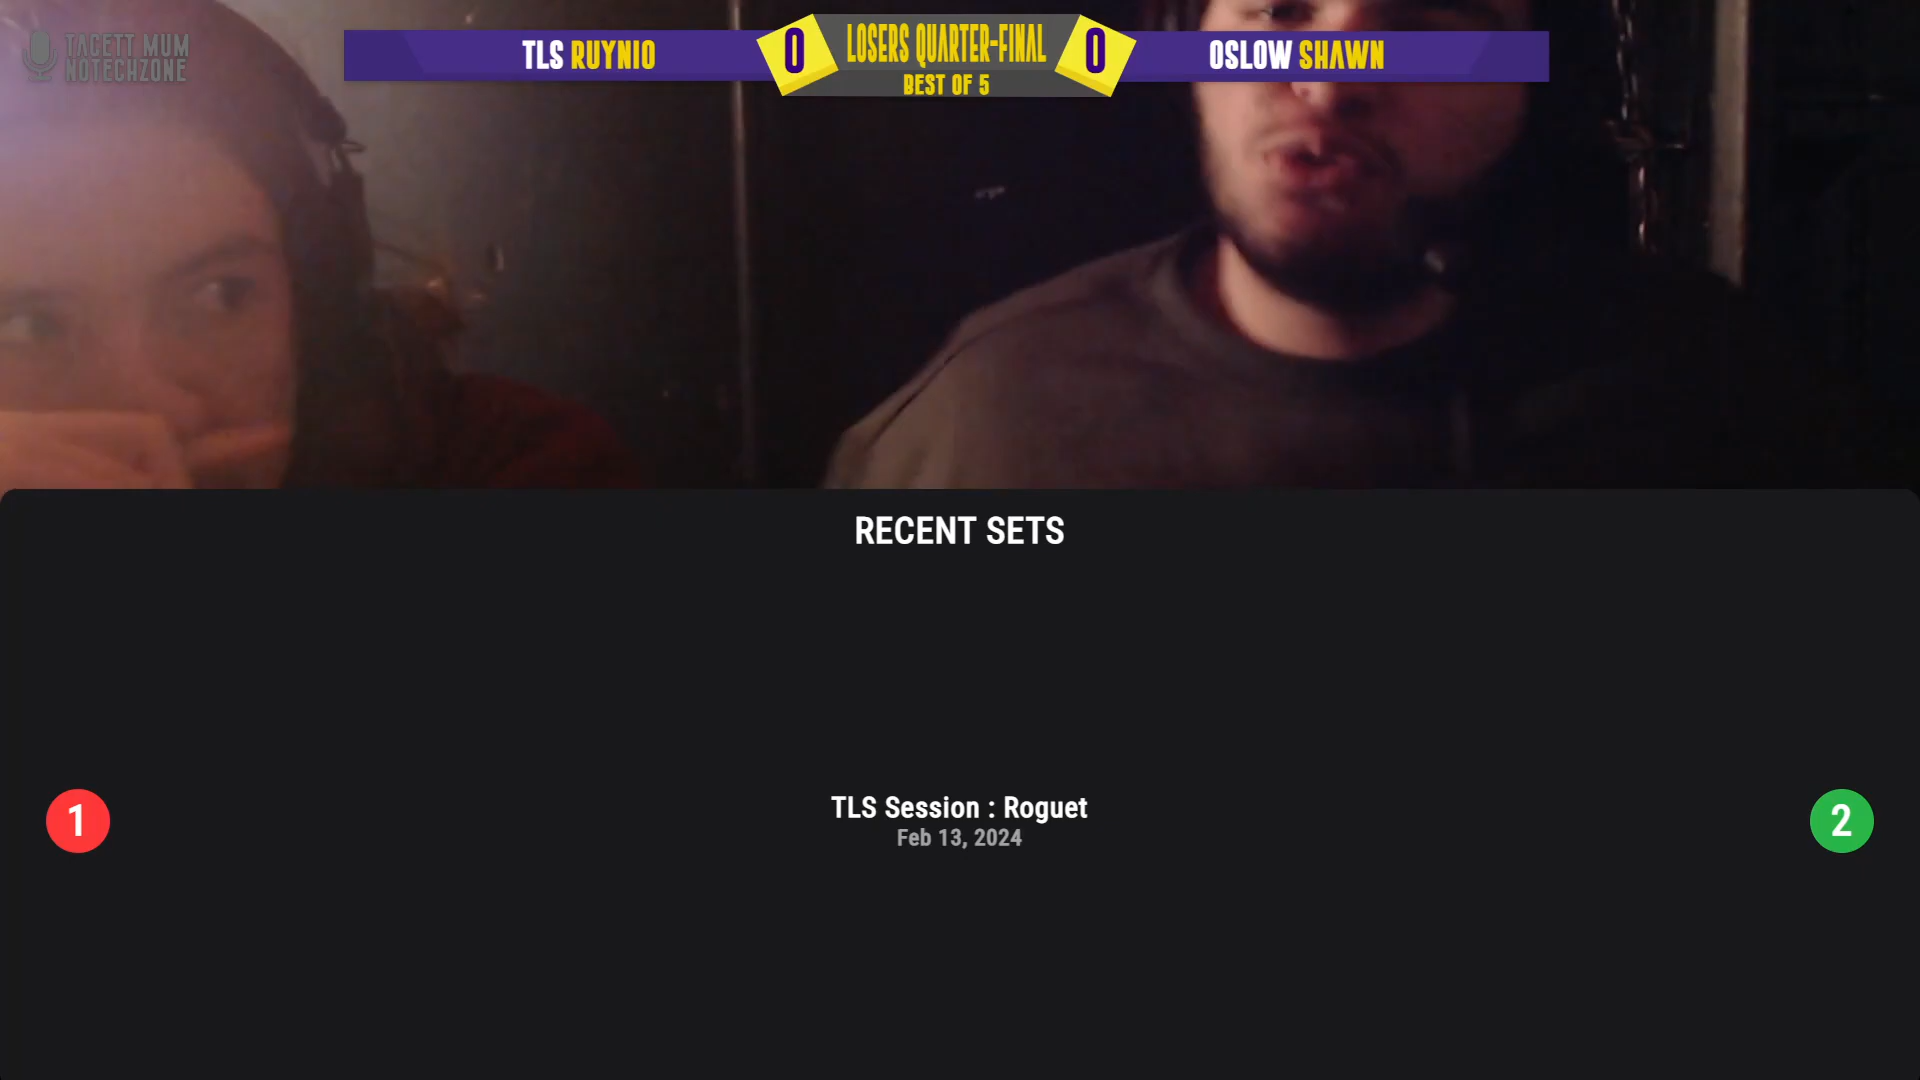 TACETT MUM
NOTECHZONE
TLS RUYNIO
0
LOSERS QUARTER-FINAL
BEST OF 5
0
OSLOW SHAWN
RECENT SETS
1
TLS Session : Roguet
Feb 13, 2024
2